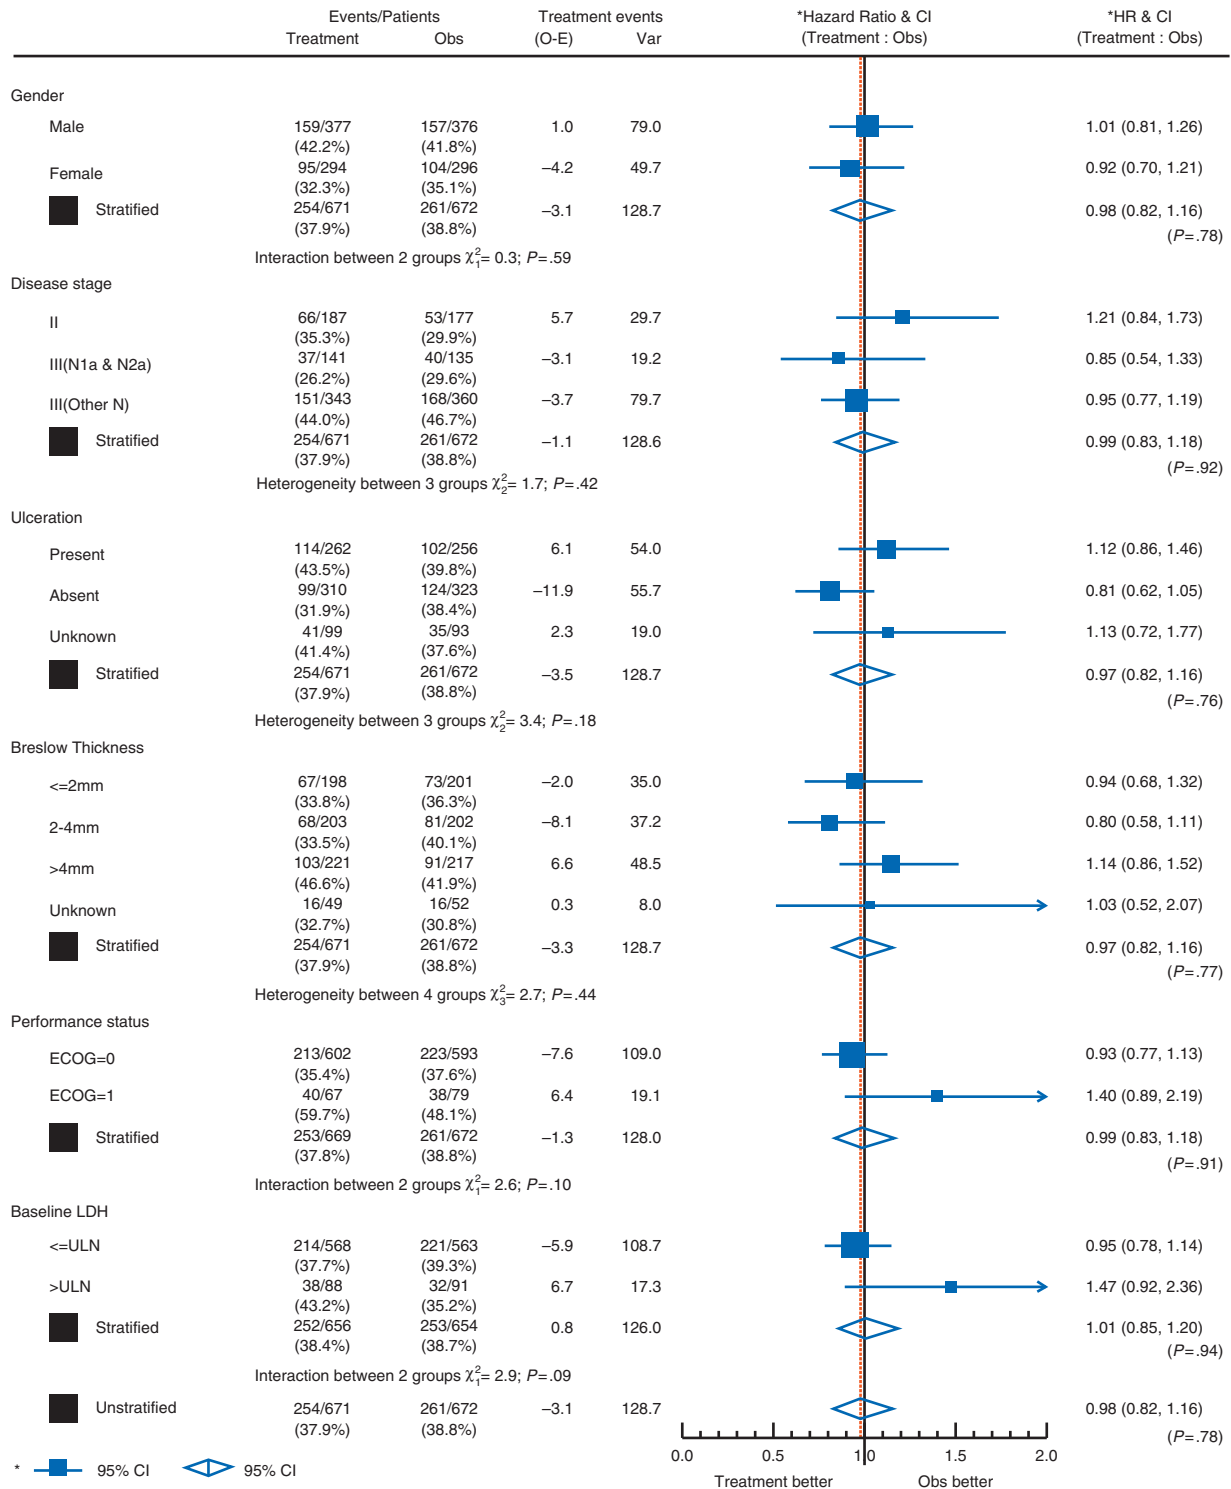 Events/Patients Treatment events *Hazard Ratio & CI *HR & CI
Treatment Obs (O-E) Var (Treatment : Obs) (Treatment : Obs)
Gender
Male 159/377 157/376 1.0 79.0 1.01 (0.81, 1.26)
(42.2%) (41.8%)
Female 95/294 104/296 –4.2 49.7 0.92 (0.70, 1.21)
(32.3%) (35.1%)
Stratified 254/671 261/672 –3.1 128.7 0.98 (0.82, 1.16)
(37.9%) (38.8%) (P=.78)
Interaction between 2 groups χ²₁= 0.3; P=.59
Disease stage
II 66/187 53/177 5.7 29.7 1.21 (0.84, 1.73)
(35.3%) (29.9%)
III(N1a & N2a) 37/141 40/135 –3.1 19.2 0.85 (0.54, 1.33)
(26.2%) (29.6%)
III(Other N) 151/343 168/360 –3.7 79.7 0.95 (0.77, 1.19)
(44.0%) (46.7%)
Stratified 254/671 261/672 –1.1 128.6 0.99 (0.83, 1.18)
(37.9%) (38.8%) (P=.92)
Heterogeneity between 3 groups χ²₂= 1.7; P=.42
Ulceration
Present 114/262 102/256 6.1 54.0 1.12 (0.86, 1.46)
(43.5%) (39.8%)
Absent 99/310 124/323 –11.9 55.7 0.81 (0.62, 1.05)
(31.9%) (38.4%)
Unknown 41/99 35/93 2.3 19.0 1.13 (0.72, 1.77)
(41.4%) (37.6%)
Stratified 254/671 261/672 –3.5 128.7 0.97 (0.82, 1.16)
(37.9%) (38.8%) (P=.76)
Heterogeneity between 3 groups χ²₂= 3.4; P=.18
Breslow Thickness
<=2mm 67/198 73/201 –2.0 35.0 0.94 (0.68, 1.32)
(33.8%) (36.3%)
2-4mm 68/203 81/202 –8.1 37.2 0.80 (0.58, 1.11)
(33.5%) (40.1%)
>4mm 103/221 91/217 6.6 48.5 1.14 (0.86, 1.52)
(46.6%) (41.9%)
Unknown 16/49 16/52 0.3 8.0 1.03 (0.52, 2.07)
(32.7%) (30.8%)
Stratified 254/671 261/672 –3.3 128.7 0.97 (0.82, 1.16)
(37.9%) (38.8%) (P=.77)
Heterogeneity between 4 groups χ²₃= 2.7; P=.44
Performance status
ECOG=0 213/602 223/593 –7.6 109.0 0.93 (0.77, 1.13)
(35.4%) (37.6%)
ECOG=1 40/67 38/79 6.4 19.1 1.40 (0.89, 2.19)
(59.7%) (48.1%)
Stratified 253/669 261/672 –1.3 128.0 0.99 (0.83, 1.18)
(37.8%) (38.8%) (P=.91)
Interaction between 2 groups χ²₁= 2.6; P=.10
Baseline LDH
<=ULN 214/568 221/563 –5.9 108.7 0.95 (0.78, 1.14)
(37.7%) (39.3%)
>ULN 38/88 32/91 6.7 17.3 1.47 (0.92, 2.36)
(43.2%) (35.2%)
Stratified 252/656 253/654 0.8 126.0 1.01 (0.85, 1.20)
(38.4%) (38.7%) (P=.94)
Interaction between 2 groups χ²₁= 2.9; P=.09
Unstratified 254/671 261/672 –3.1 128.7 0.98 (0.82, 1.16)
(37.9%) (38.8%) (P=.78)
0.0 0.5 1.0 1.5 2.0
* 95% CI 95% CI
Treatment better Obs better